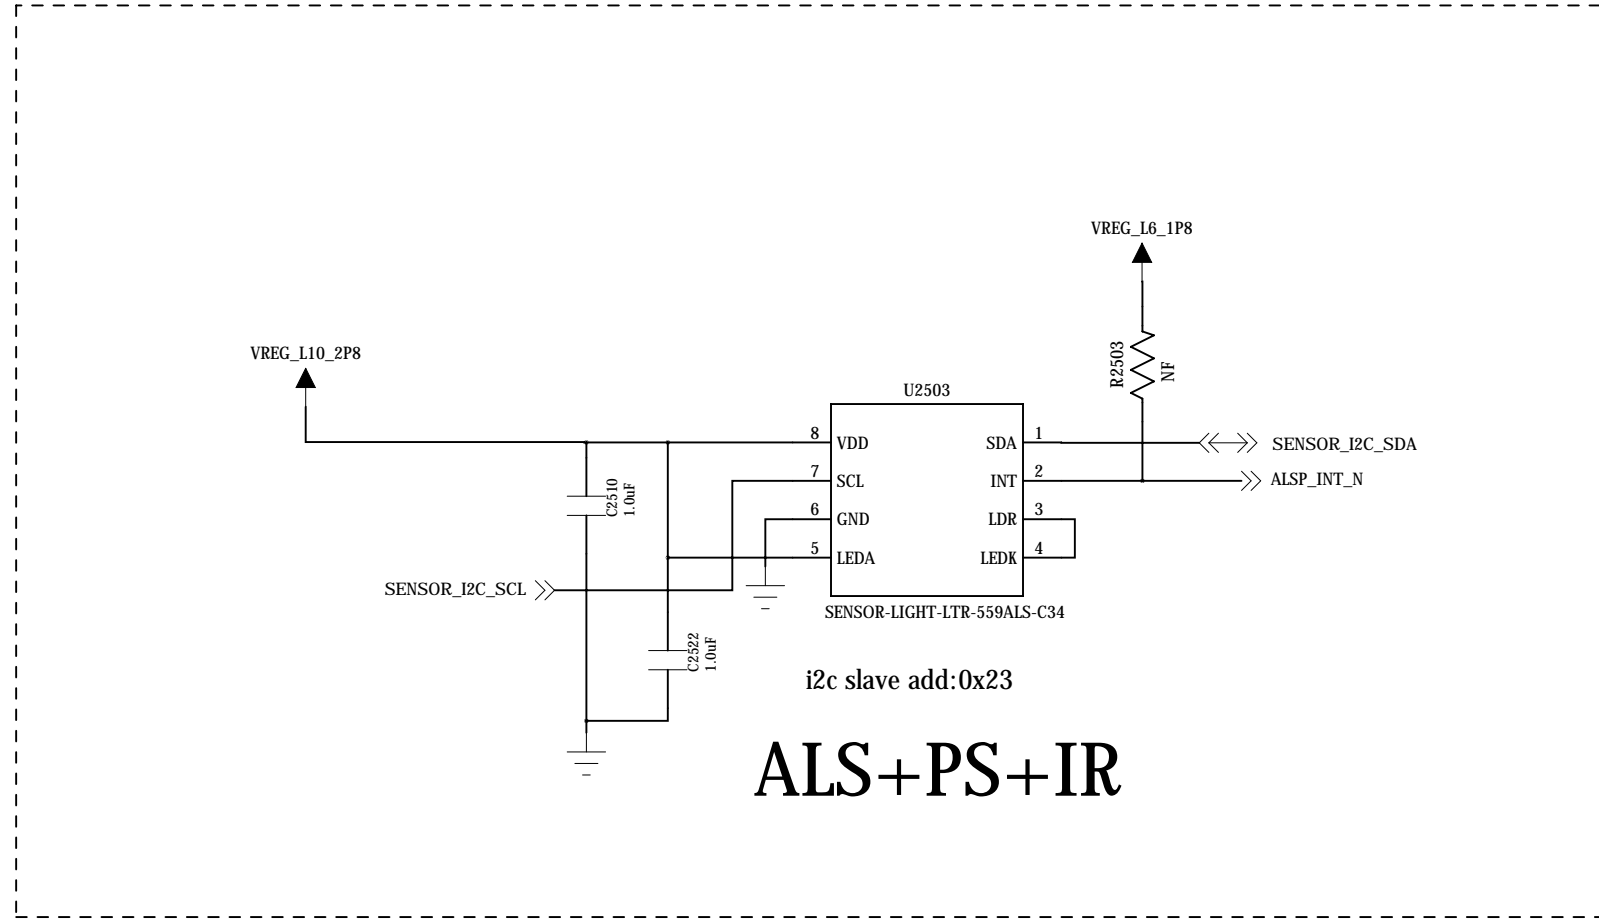 VREG_L6_1P8
VREG_L10_2P8
R2503
NF
U2503
8 VDD
SDA 1
SENSOR_I2C_SDA
7 SCL
INT 2
ALSP_INT_N
C2510
1.0uF
6 GND
LDR 3
5 LEDA
LEDK 4
SENSOR_I2C_SCL
SENSOR-LIGHT-LTR-559ALS-C34
C2522
1.0uF
i2c slave add:0x23
ALS+PS+IR